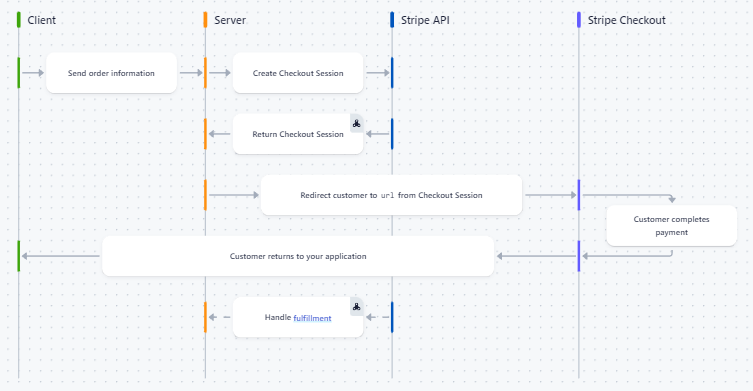 Client
Server
Stripe API
Stripe Checkout
Send order information
Create Checkout Session
Return Checkout Session
Redirect customer to url from Checkout Session
Customer completes
payment
Customer returns to your application
Handle fulfillment